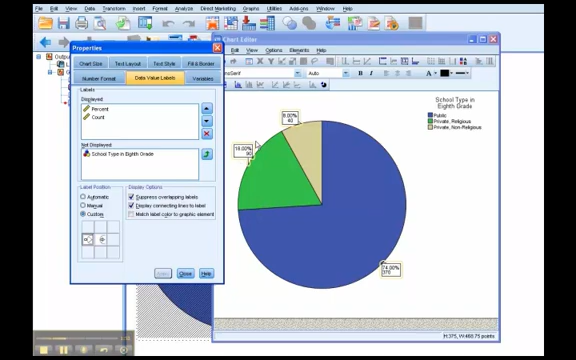 View Data Transform Insert Format Analyze Direct Marketing Graphs Utilities Add-ons Window Help
Properties
Chart Editor
Edit View Options Elements Help
Chart Size Text Layout Text Style Fill & Border
Number Format Data Value Labels Variables
Auto
B I
A
Labels
Displayed:
Percent
Count
Not Displayed:
School Type in Eighth Grade
Label Position
Automatic
Manual
Custom
Display Options
Suppress overlapping labels
Display connecting lines to label
Match label color to graphic element
Close Help
School Type in
Eighth Grade
Public
Private, Religious
Private, Non-Religious
8.00%
40
18.00%
90
74.00%
370
H:375, W:468.75 points